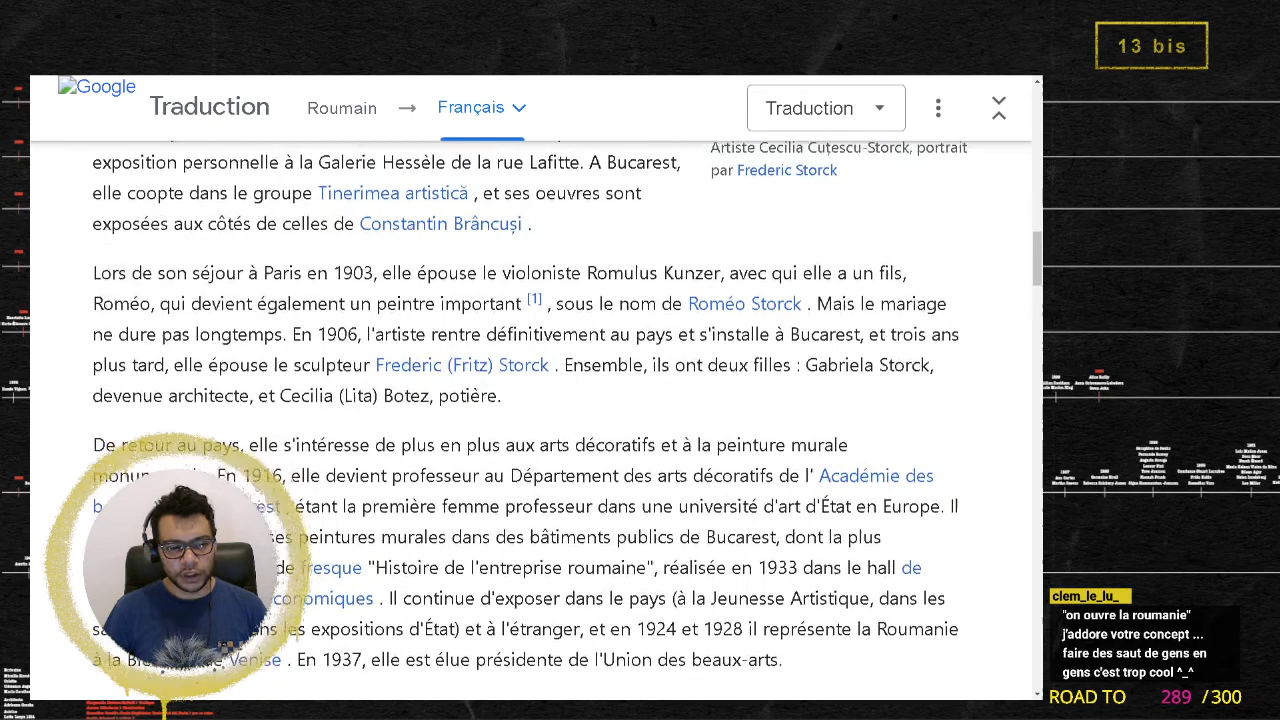 13 bis
Google
Traduction
Roumain
Français
Traduction
exposition personnelle à la Galerie Hessèle de la rue Lafitte. A Bucarest,
elle coopte dans le groupe Tinerimea artistică , et ses oeuvres sont
exposées aux côtés de celles de Constantin Brâncuși .
Artiste Cecilia Cuțescu-Storck, portrait
par Frederic Storck
Lors de son séjour à Paris en 1903, elle épouse le violoniste Romulus Kunzer, avec qui elle a un fils,
Roméo, qui devient également un peintre important [1] , sous le nom de Roméo Storck . Mais le mariage
ne dure pas longtemps. En 1906, l'artiste rentre définitivement au pays et s'installe à Bucarest, et trois ans
plus tard, elle épouse le sculpteur Frederic (Fritz) Storck . Ensemble, ils ont deux filles : Gabriela Storck,
devenue architecte, et Cecilia (Lita) Botez, potière.
De retour au pays, elle s'intéresse de plus en plus aux arts décoratifs et à la peinture murale
En 1916, elle devient professeur au Département des arts décoratifs de l' Académie des
étant la première femme professeur dans une université d'art d'État en Europe. Il
peintures murales dans des bâtiments publics de Bucarest, dont la plus
de fresque "Histoire de l'entreprise roumaine", réalisée en 1933 dans le hall de
conomiques . Il continue d'exposer dans le pays (à la Jeunesse Artistique, dans les
les expositions d'État) et à l'étranger, et en 1924 et 1928 il représente la Roumanie
à la Venise . En 1937, elle est élue présidente de l'Union des beaux-arts.
clem_le_lu_
"on ouvre la roumanie"
j'addore votre concept ...
faire des saut de gens en
gens c'est trop cool ^_^
ROAD TO 289 /300